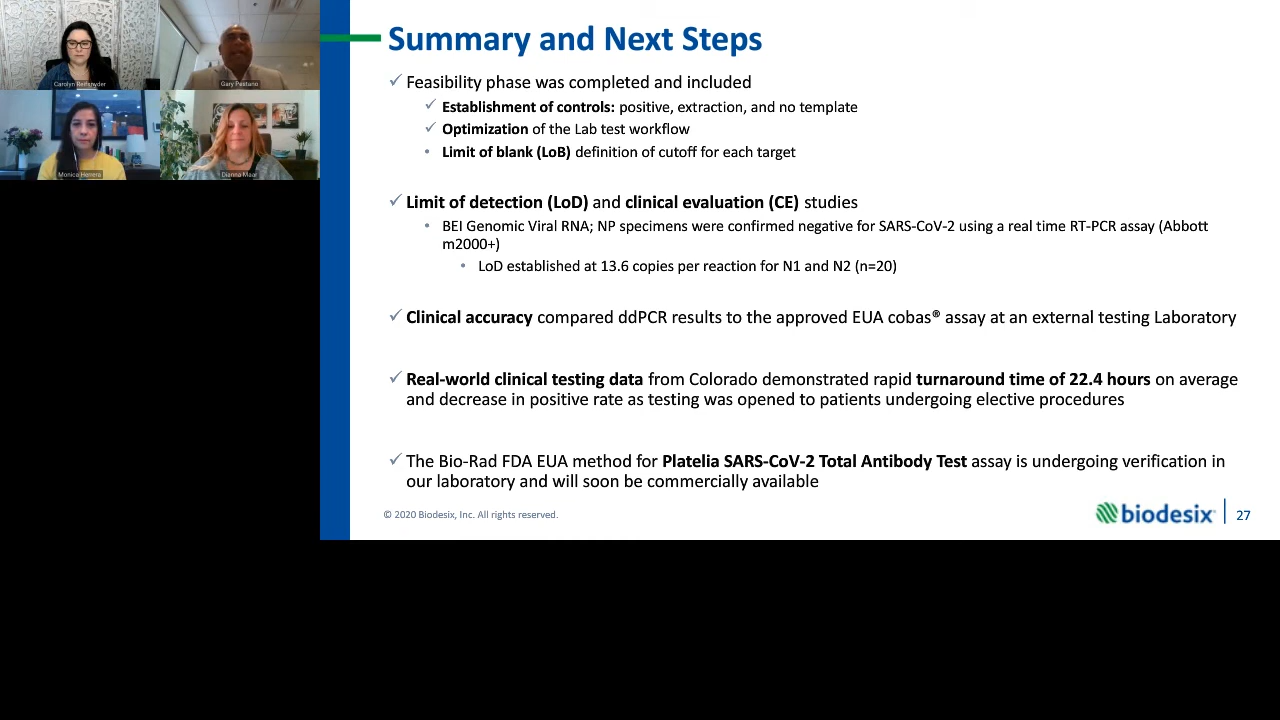 Carolyn Reifsnyder
Gary Pestano
Monica Herrera
Dianna Maar
Summary and Next Steps
✓ Feasibility phase was completed and included
✓ Establishment of controls: positive, extraction, and no template
✓ Optimization of the Lab test workflow
• Limit of blank (LoB) definition of cutoff for each target
✓ Limit of detection (LoD) and clinical evaluation (CE) studies
• BEI Genomic Viral RNA; NP specimens were confirmed negative for SARS-CoV-2 using a real time RT-PCR assay (Abbott
m2000+)
• LoD established at 13.6 copies per reaction for N1 and N2 (n=20)
✓ Clinical accuracy compared ddPCR results to the approved EUA cobas® assay at an external testing Laboratory
✓ Real-world clinical testing data from Colorado demonstrated rapid turnaround time of 22.4 hours on average
and decrease in positive rate as testing was opened to patients undergoing elective procedures
✓ The Bio-Rad FDA EUA method for Platelia SARS-CoV-2 Total Antibody Test assay is undergoing verification in
our laboratory and will soon be commercially available
© 2020 Biodesix, Inc. All rights reserved.
biodesix
27